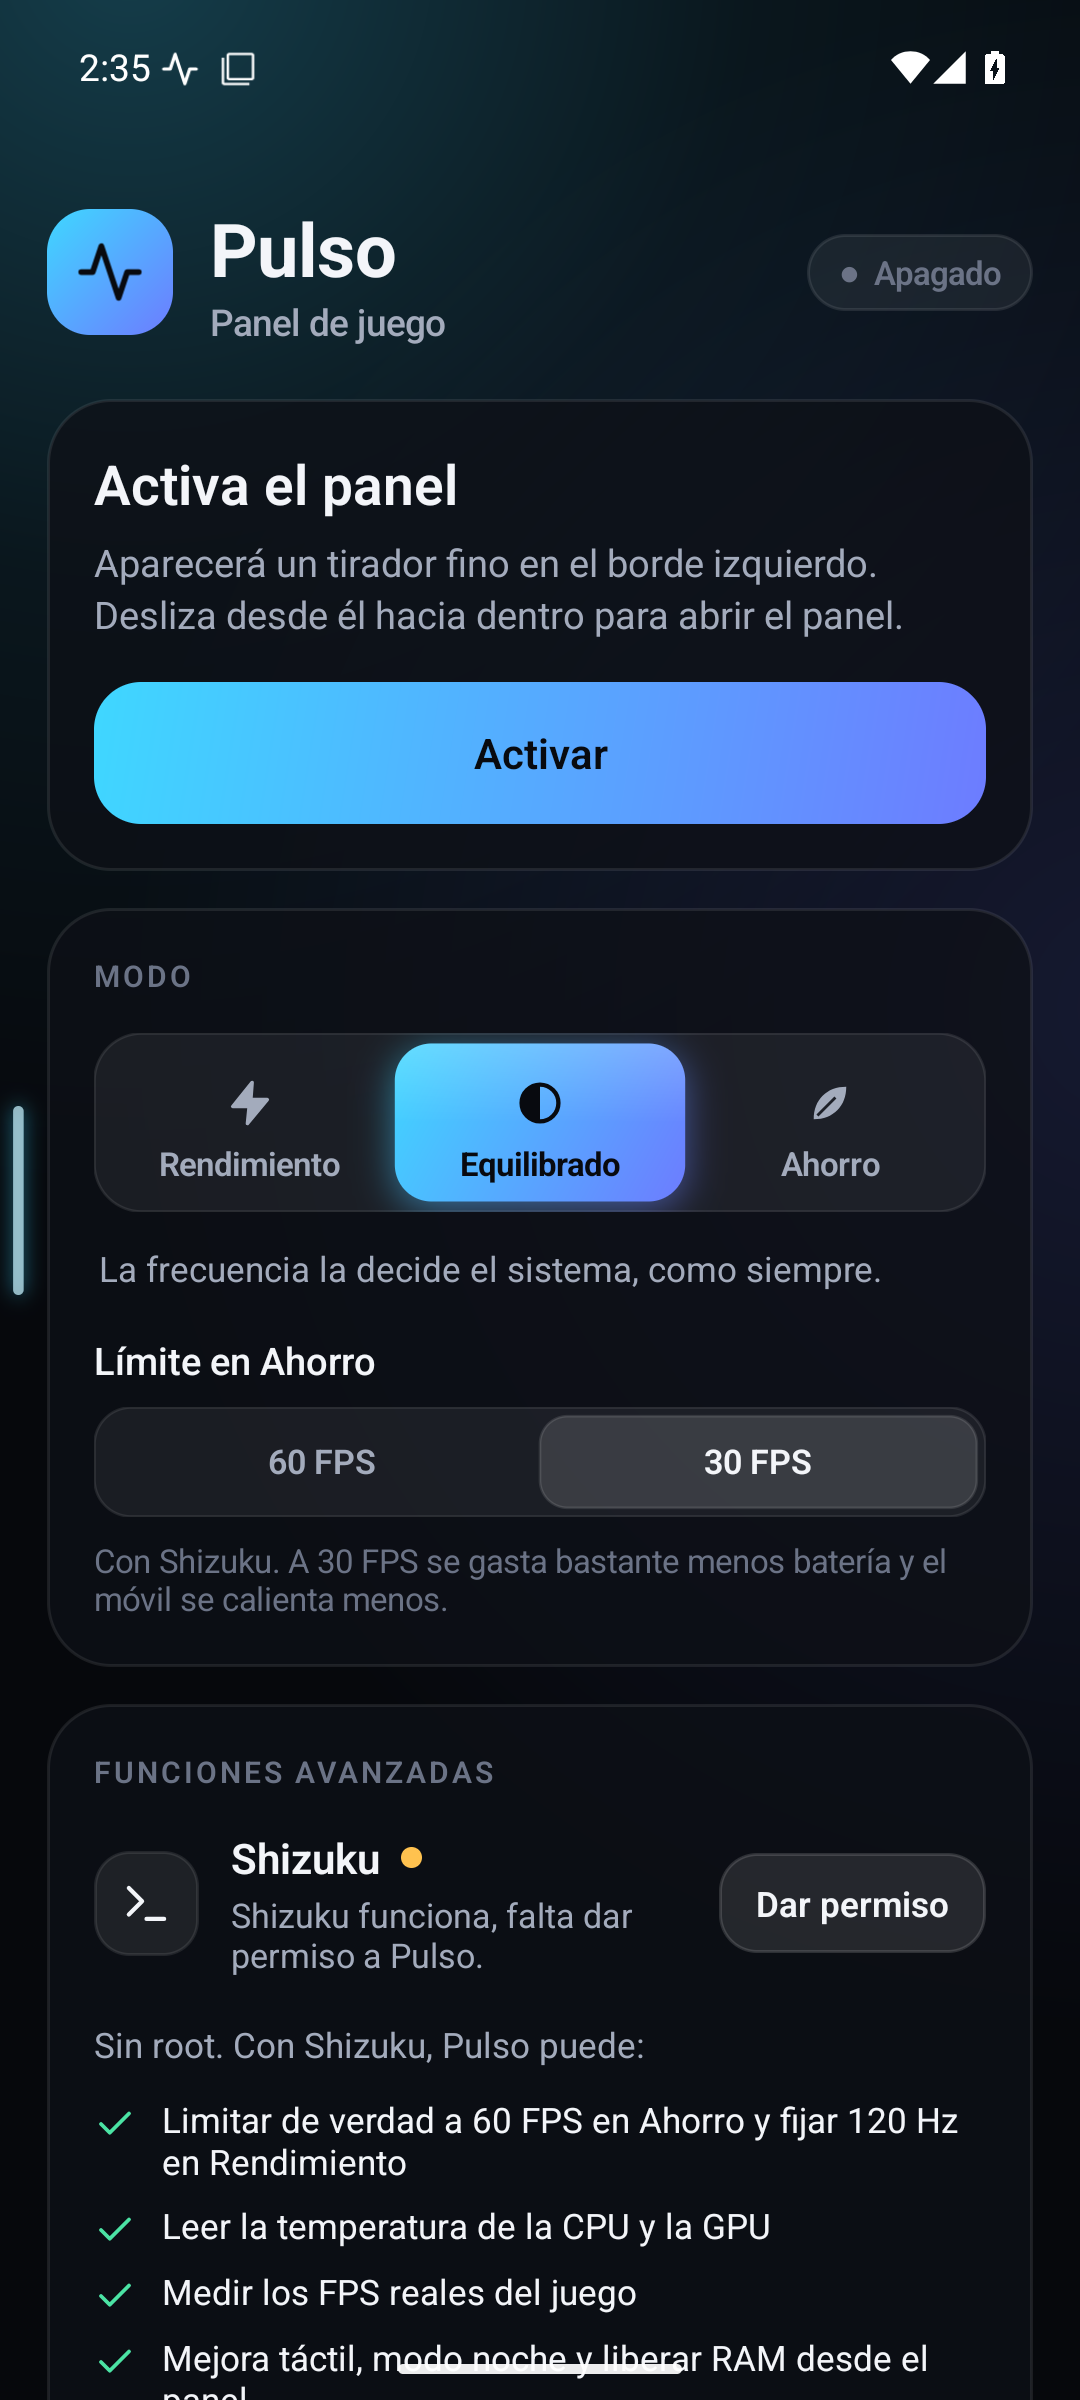 2:35
Pulso
Panel de juego
Apagado
Activa el panel
Aparecerá un tirador fino en el borde izquierdo.
Desliza desde él hacia dentro para abrir el panel.
Activar
MODO
Rendimiento
Equilibrado
Ahorro
La frecuencia la decide el sistema, como siempre.
Límite en Ahorro
60 FPS
30 FPS
Con Shizuku. A 30 FPS se gasta bastante menos batería y el
móvil se calienta menos.
FUNCIONES AVANZADAS
Shizuku
Shizuku funciona, falta dar
permiso a Pulso.
Dar permiso
Sin root. Con Shizuku, Pulso puede:
Limitar de verdad a 60 FPS en Ahorro y fijar 120 Hz
en Rendimiento
Leer la temperatura de la CPU y la GPU
Medir los FPS reales del juego
Mejora táctil, modo noche y liberar RAM desde el
panel